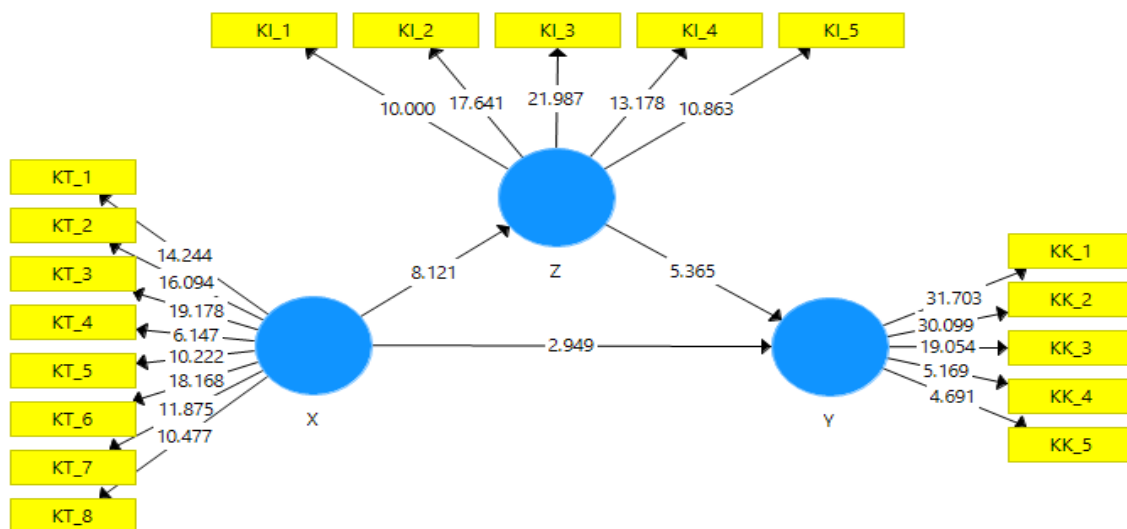 KI_1
KI_2
KI_3
KI_4
KI_5
10.000
17.641
21.987
13.178
10.863
KT_1
KT_2
KT_3
KT_4
KT_5
KT_6
KT_7
KT_8
14.244
16.094
19.178
6.147
10.222
18.168
11.875
10.477
X
8.121
Z
5.365
2.949
Y
31.703
30.099
19.054
5.169
4.691
KK_1
KK_2
KK_3
KK_4
KK_5